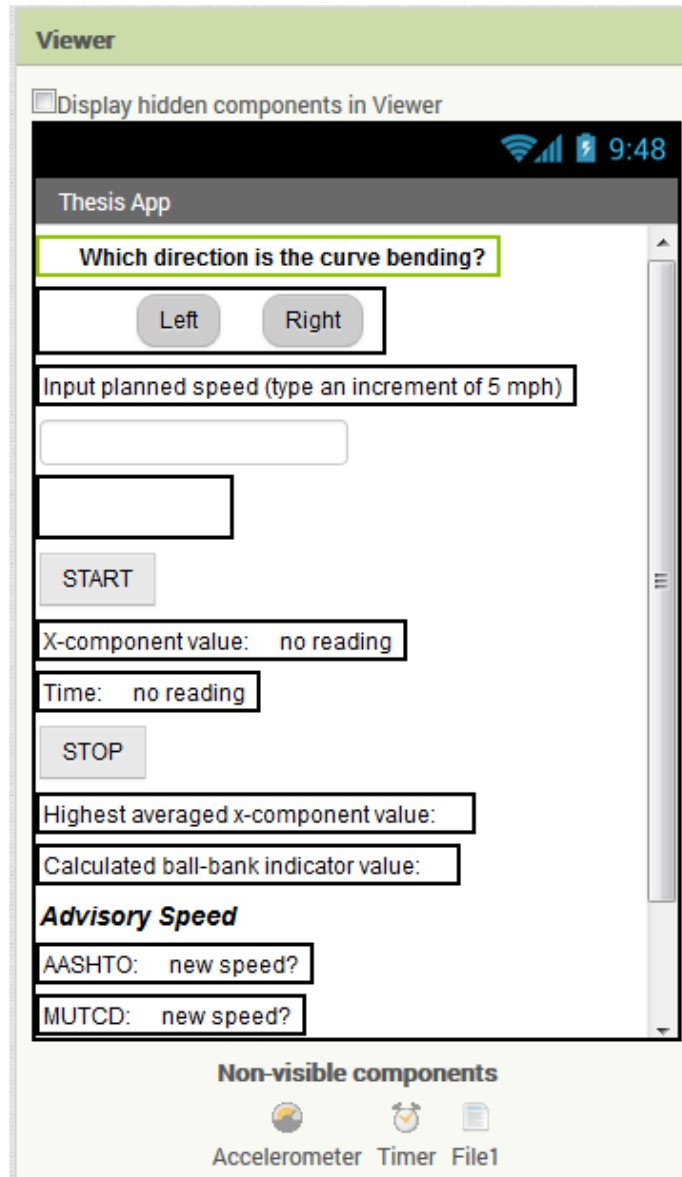 Viewer
Display hidden components in Viewer
9:48
Thesis App
Which direction is the curve bending?
Left Right
Input planned speed (type an increment of 5 mph)
START
X-component value: no reading
Time: no reading
STOP
Highest averaged x-component value:
Calculated ball-bank indicator value:
Advisory Speed
AASHTO: new speed?
MUTCD: new speed?
Non-visible components
Accelerometer Timer File1